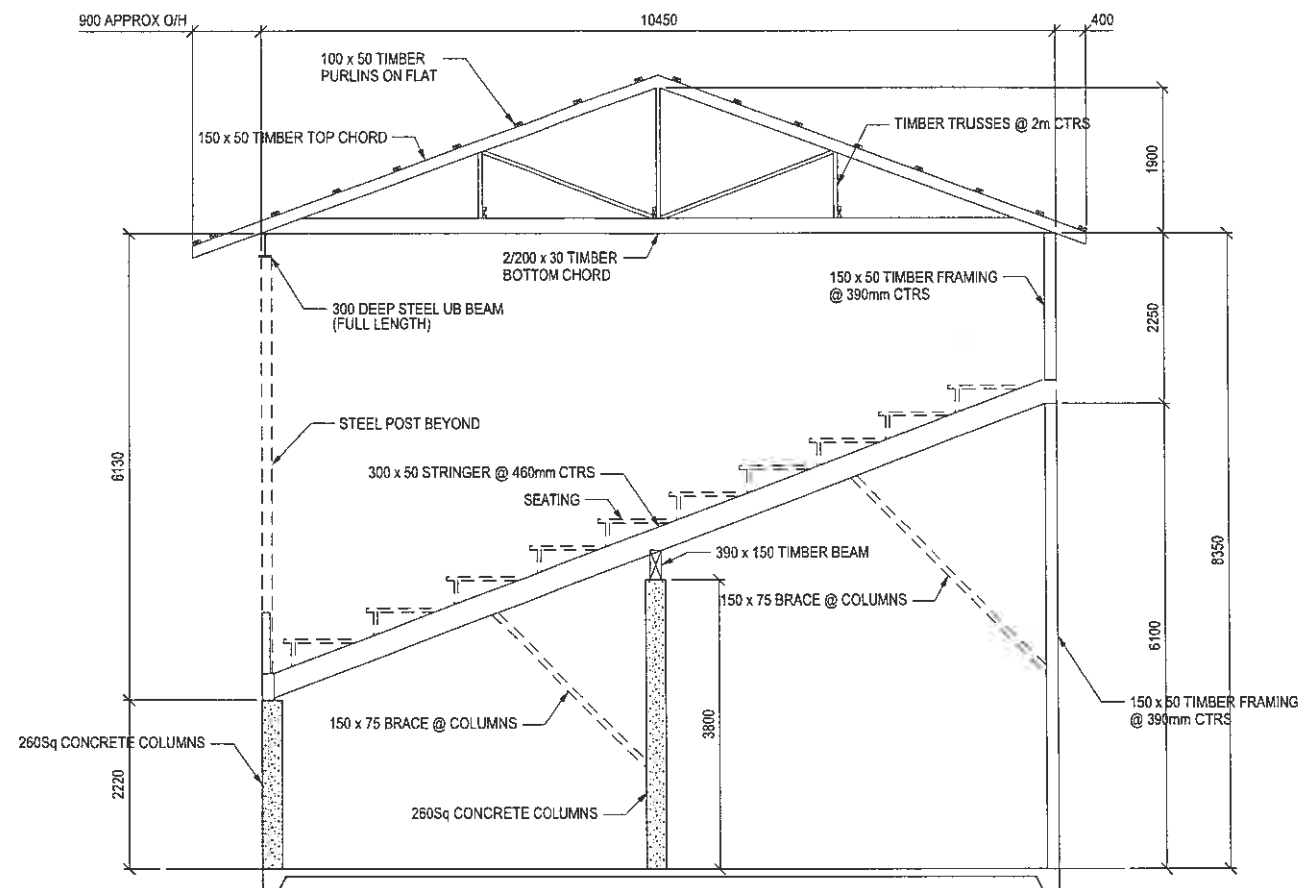 900 APPROX O/H
10450
400
100 x 50 TIMBER
PURLINS ON FLAT
150 x 50 TIMBER TOP CHORD
TIMBER TRUSSES @ 2m CTRS
1900
2/200 x 30 TIMBER
BOTTOM CHORD
150 x 50 TIMBER FRAMING
@ 390mm CTRS
300 DEEP STEEL UB BEAM
(FULL LENGTH)
2250
STEEL POST BEYOND
6130
300 x 50 STRINGER @ 460mm CTRS
SEATING
390 x 150 TIMBER BEAM
8350
150 x 75 BRACE @ COLUMNS
6100
150 x 50 TIMBER FRAMING
@ 390mm CTRS
150 x 75 BRACE @ COLUMNS
3800
260Sq CONCRETE COLUMNS
2220
260Sq CONCRETE COLUMNS